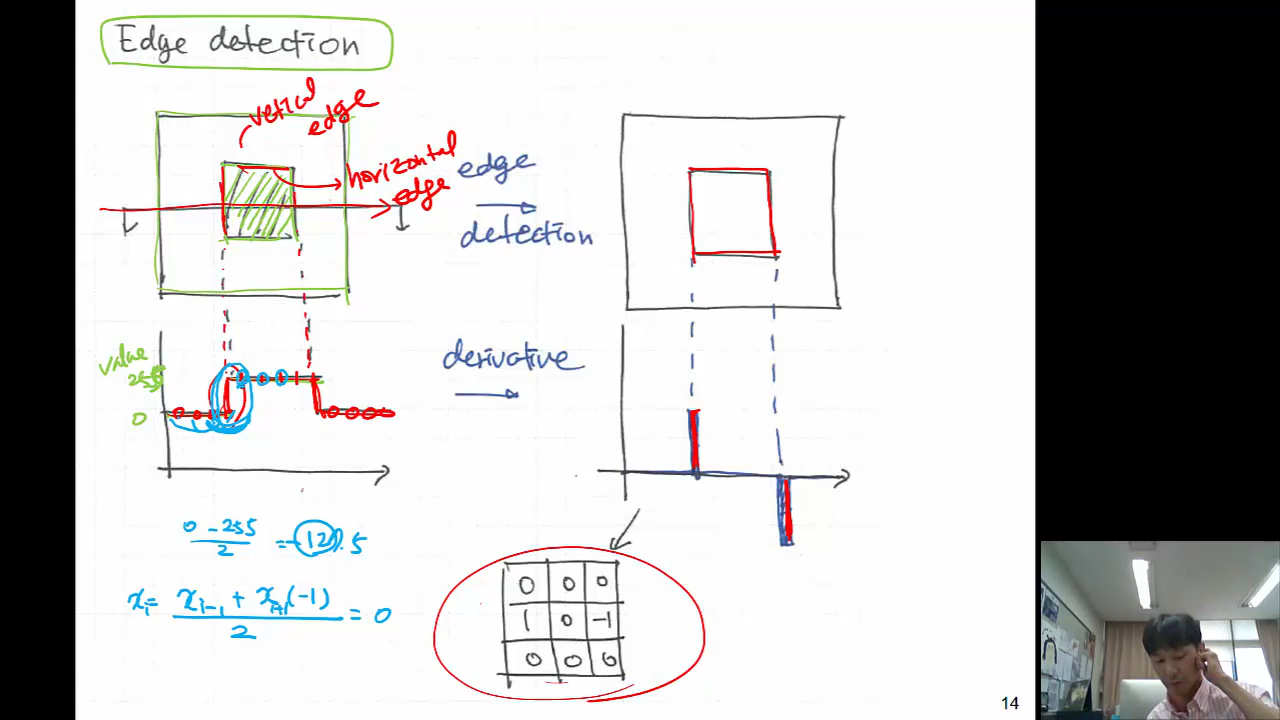 Edge detection
vetical
edge
horizontal
edge
edge
detection
value
255
0
derivative
0 - 255
2
= -127.5
xi = xi-1 + xi+1(-1)
2
= 0
0 0 0
1 0 -1
0 0 0
14